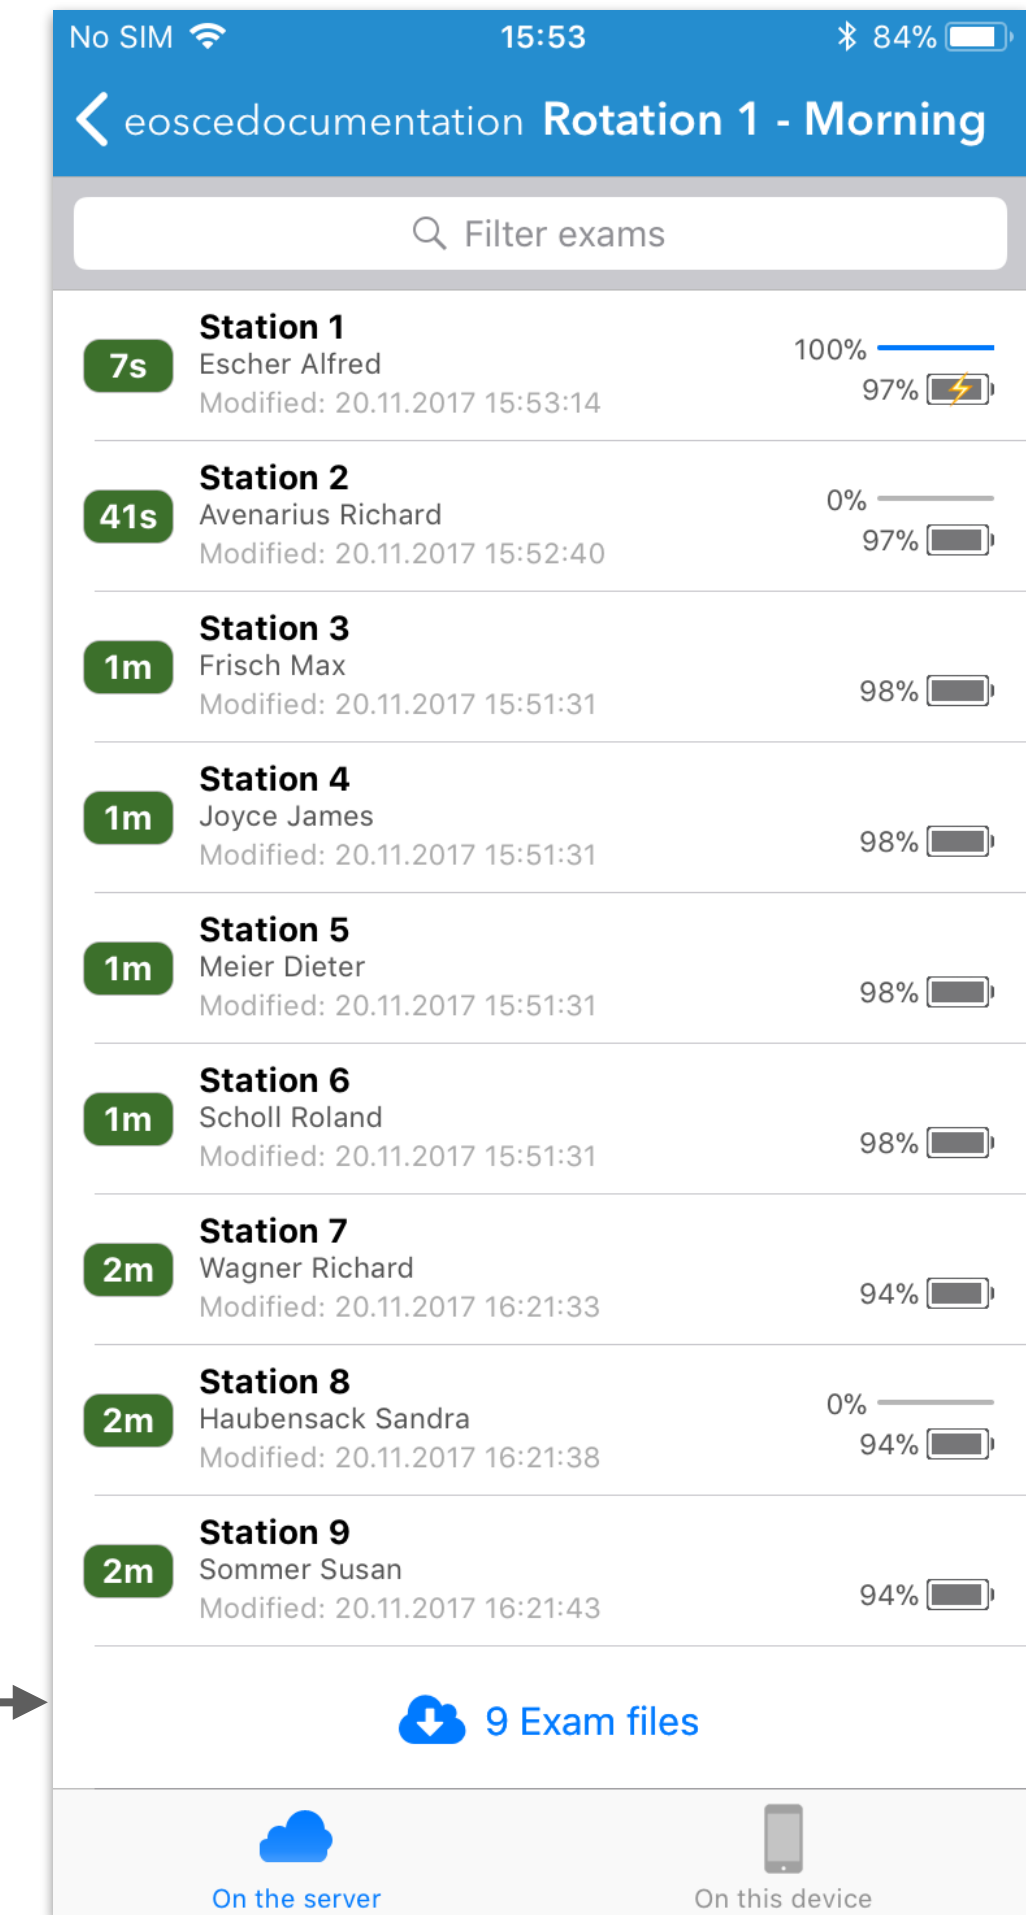 No SIM 15:53 84%
eoscedocumentation Rotation 1 - Morning
Filter exams
Station 1
7s Escher Alfred 100%
Modified: 20.11.2017 15:53:14 97%
Station 2
41s Avenarius Richard 0%
Modified: 20.11.2017 15:52:40 97%
Station 3
1m Frisch Max
Modified: 20.11.2017 15:51:31 98%
Station 4
1m Joyce James
Modified: 20.11.2017 15:51:31 98%
Station 5
1m Meier Dieter
Modified: 20.11.2017 15:51:31 98%
Station 6
1m Scholl Roland
Modified: 20.11.2017 15:51:31 98%
Station 7
2m Wagner Richard
Modified: 20.11.2017 16:21:33 94%
Station 8
2m Haubensack Sandra 0%
Modified: 20.11.2017 16:21:38 94%
Station 9
2m Sommer Susan
Modified: 20.11.2017 16:21:43 94%
9 Exam files
On the server On this device